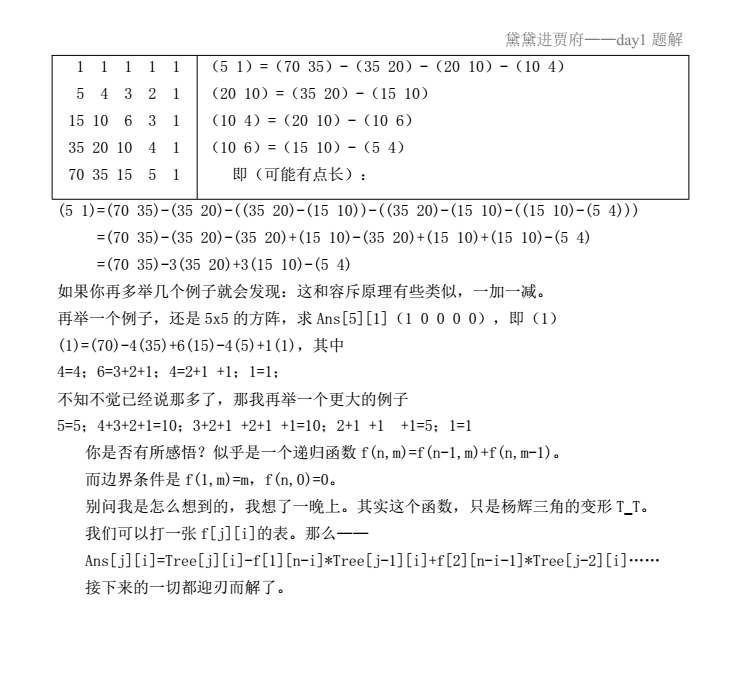 黛黛进贾府——day1 题解
1 1 1 1 1
5 4 3 2 1
15 10 6 3 1
35 20 10 4 1
70 35 15 5 1
（5 1）=（70 35）-（35 20）-（20 10）-（10 4）
（20 10）=（35 20）-（15 10）
（10 4）=（20 10）-（10 6）
（10 6）=（15 10）-（5 4）
即（可能有点长）：
(5 1)=(70 35)-(35 20)-((35 20)-(15 10))-((35 20)-(15 10)-((15 10)-(5 4)))
=(70 35)-(35 20)-(35 20)+(15 10)-(35 20)+(15 10)+(15 10)-(5 4)
=(70 35)-3(35 20)+3(15 10)-(5 4)
如果你再多举几个例子就会发现：这和容斥原理有些类似，一加一减。
再举一个例子，还是 5x5 的方阵，求 Ans[5][1]（1 0 0 0 0），即（1）
(1)=(70)-4(35)+6(15)-4(5)+1(1)，其中
4=4；6=3+2+1；4=2+1 +1；1=1；
不知不觉已经说那多了，那我再举一个更大的例子
5=5；4+3+2+1=10；3+2+1 +2+1 +1=10；2+1 +1 +1=5；1=1
你是否有所感悟？似乎是一个递归函数 f(n,m)=f(n-1,m)+f(n,m-1)。
而边界条件是 f(1,m)=m，f(n,0)=0。
别问我是怎么想到的，我想了一晚上。其实这个函数，只是杨辉三角的变形 T_T。
我们可以打一张 f[j][i]的表。那么——
Ans[j][i]=Tree[j][i]-f[1][n-i]*Tree[j-1][i]+f[2][n-i-1]*Tree[j-2][i]……
接下来的一切都迎刃而解了。